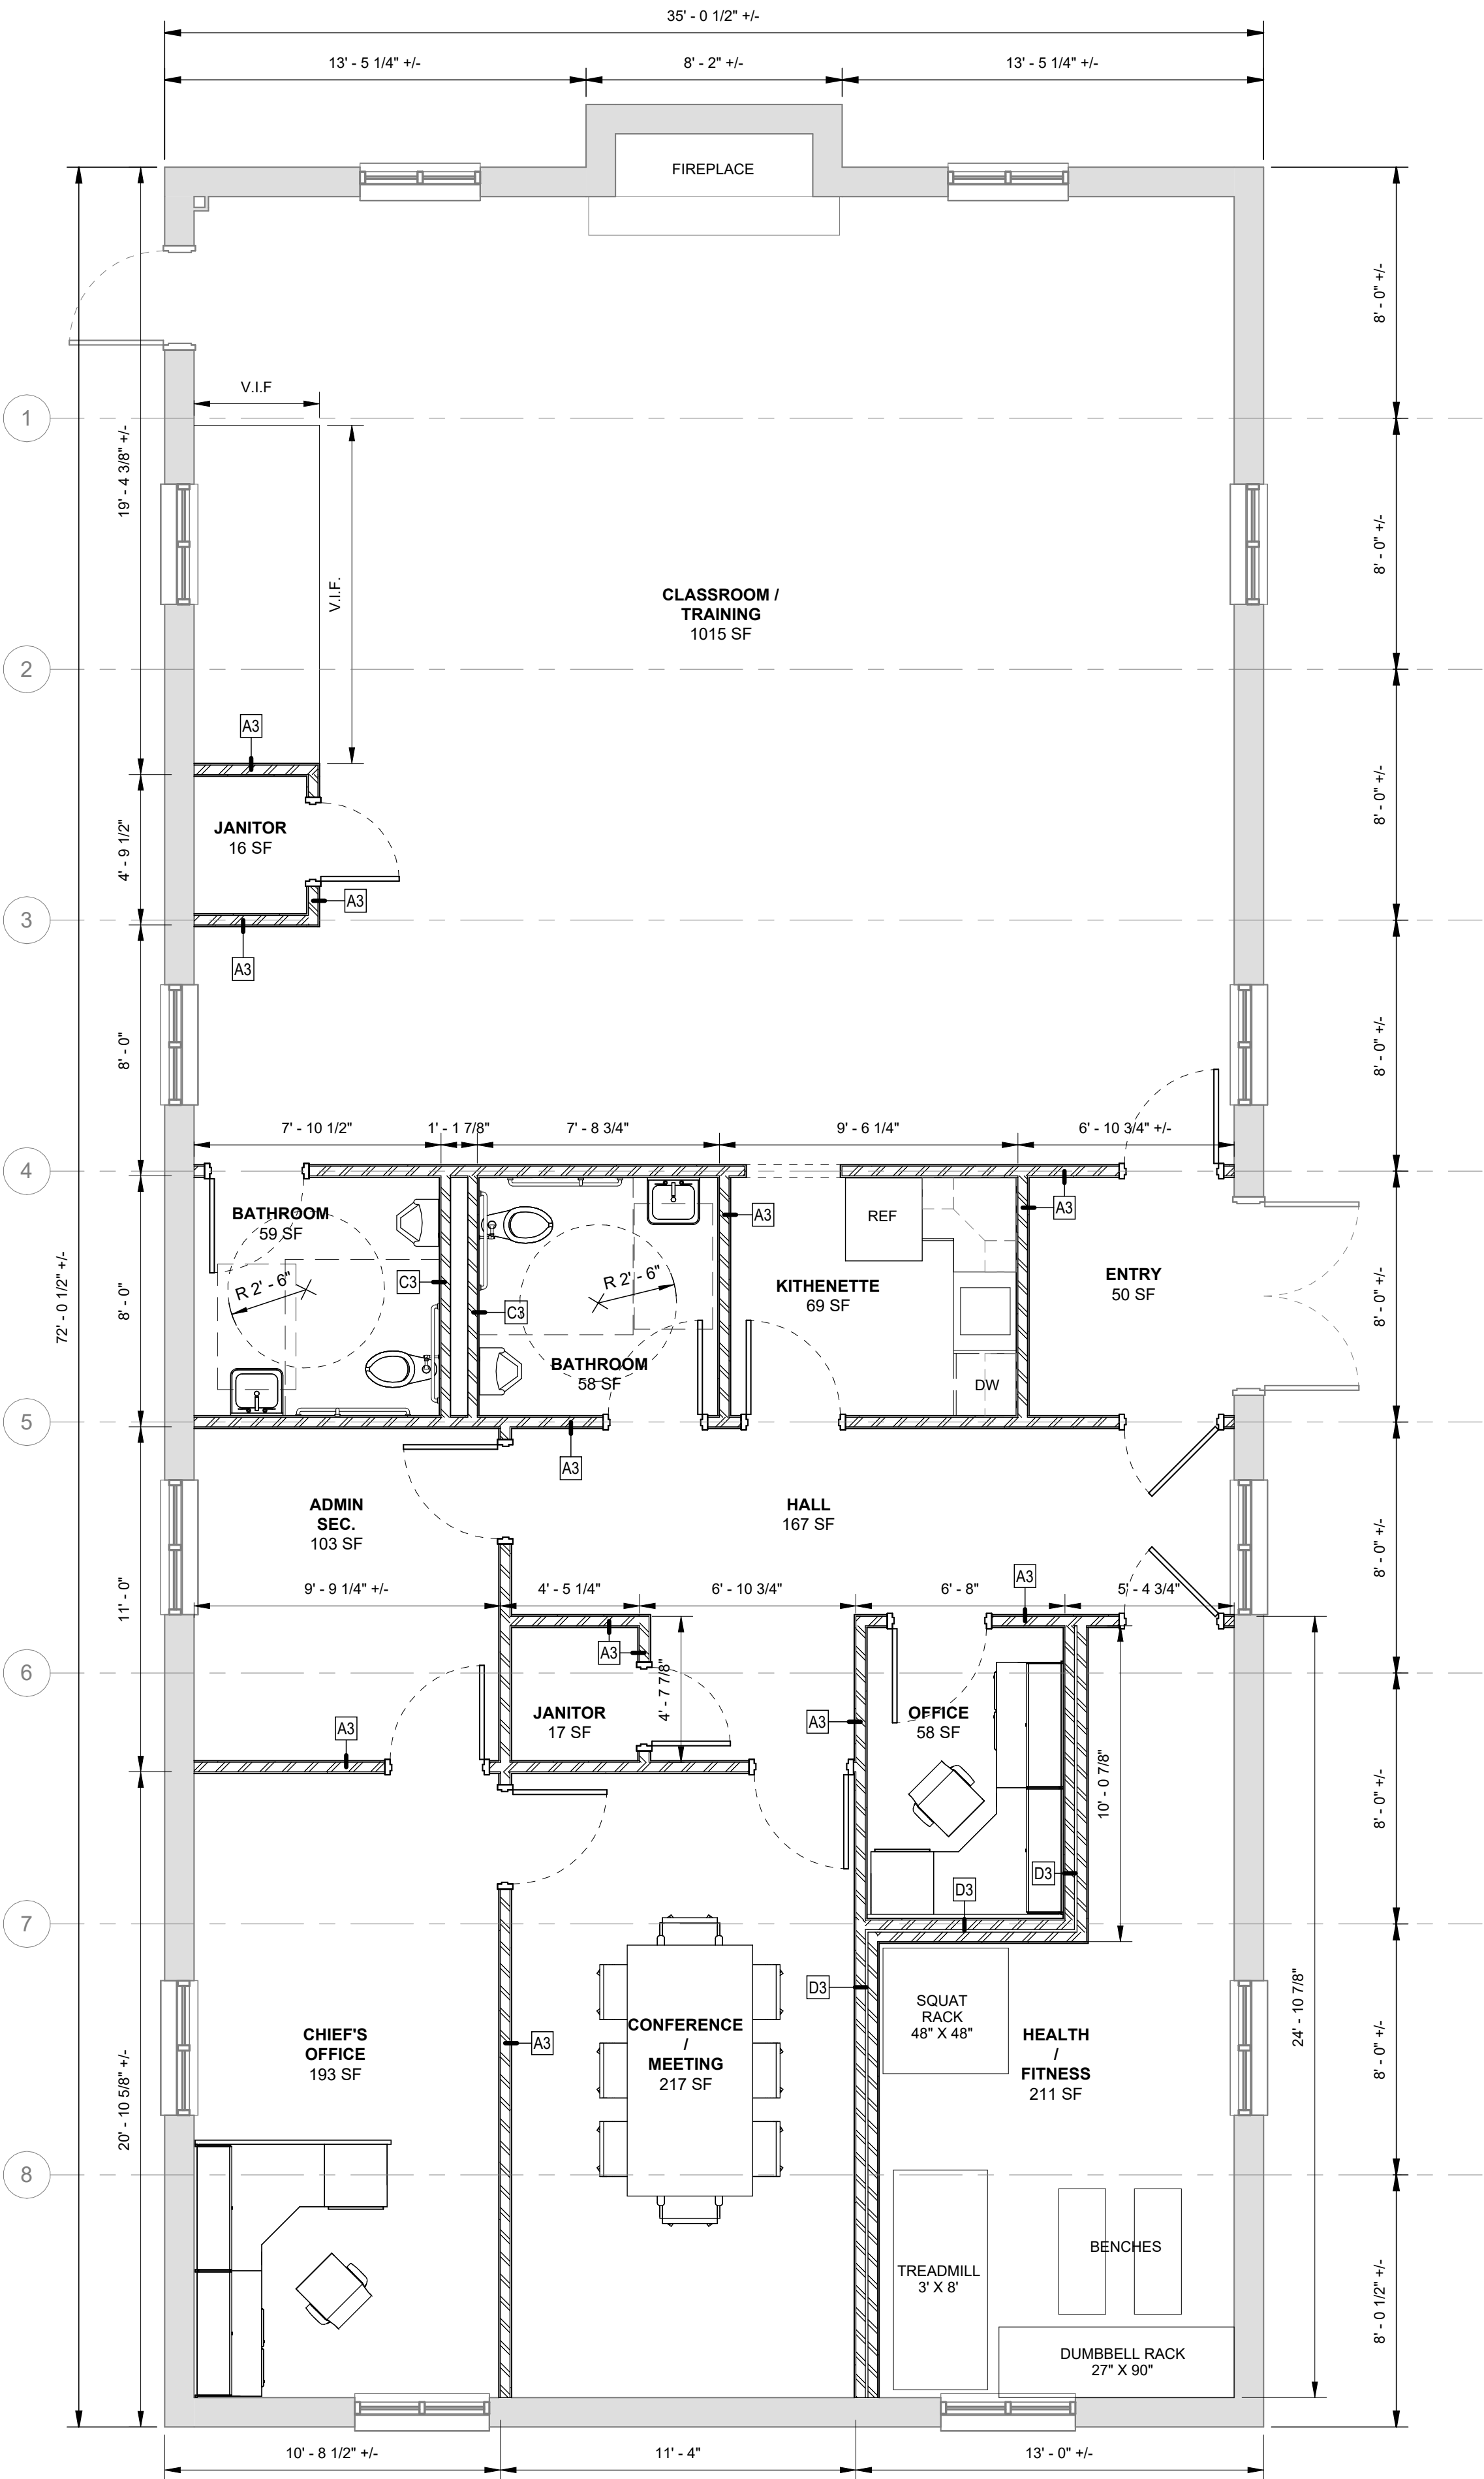 35' - 0 1/2" +/-
13' - 5 1/4" +/-
8' - 2" +/-
13' - 5 1/4" +/-
FIREPLACE
8' - 0" +/-
V.I.F
1
19' - 4 3/8" +/-
8' - 0" +/-
V.I.F.
CLASSROOM /
TRAINING
1015 SF
2
A3
8' - 0" +/-
JANITOR
16 SF
4' - 9 1/2"
A3
3
A3
8' - 0"
8' - 0" +/-
7' - 10 1/2"
1' - 1 7/8"
7' - 8 3/4"
9' - 6 1/4"
6' - 10 3/4" +/-
4
BATHROOM
59 SF
A3
REF
A3
R 2' - 6"
C3
R 2' - 6"
C3
KITHENETTE
69 SF
ENTRY
50 SF
72' - 0 1/2" +/-
8' - 0"
8' - 0" +/-
BATHROOM
58 SF
DW
5
A3
ADMIN
SEC.
103 SF
HALL
167 SF
8' - 0" +/-
11' - 0"
9' - 9 1/4" +/-
4' - 5 1/4"
6' - 10 3/4"
6' - 8"
A3
5' - 4 3/4"
A3
6
4' - 7 7/8"
JANITOR
17 SF
A3
A3
OFFICE
58 SF
10' - 0 7/8"
8' - 0" +/-
D3
D3
7
D3
SQUAT
RACK
48" X 48"
24' - 10 7/8"
CHIEF'S
OFFICE
193 SF
A3
CONFERENCE
/
MEETING
217 SF
HEALTH
/
FITNESS
211 SF
8' - 0" +/-
20' - 10 5/8" +/-
8
BENCHES
TREADMILL
3' X 8'
8' - 0 1/2" +/-
DUMBBELL RACK
27" X 90"
10' - 8 1/2" +/-
11' - 4"
13' - 0" +/-